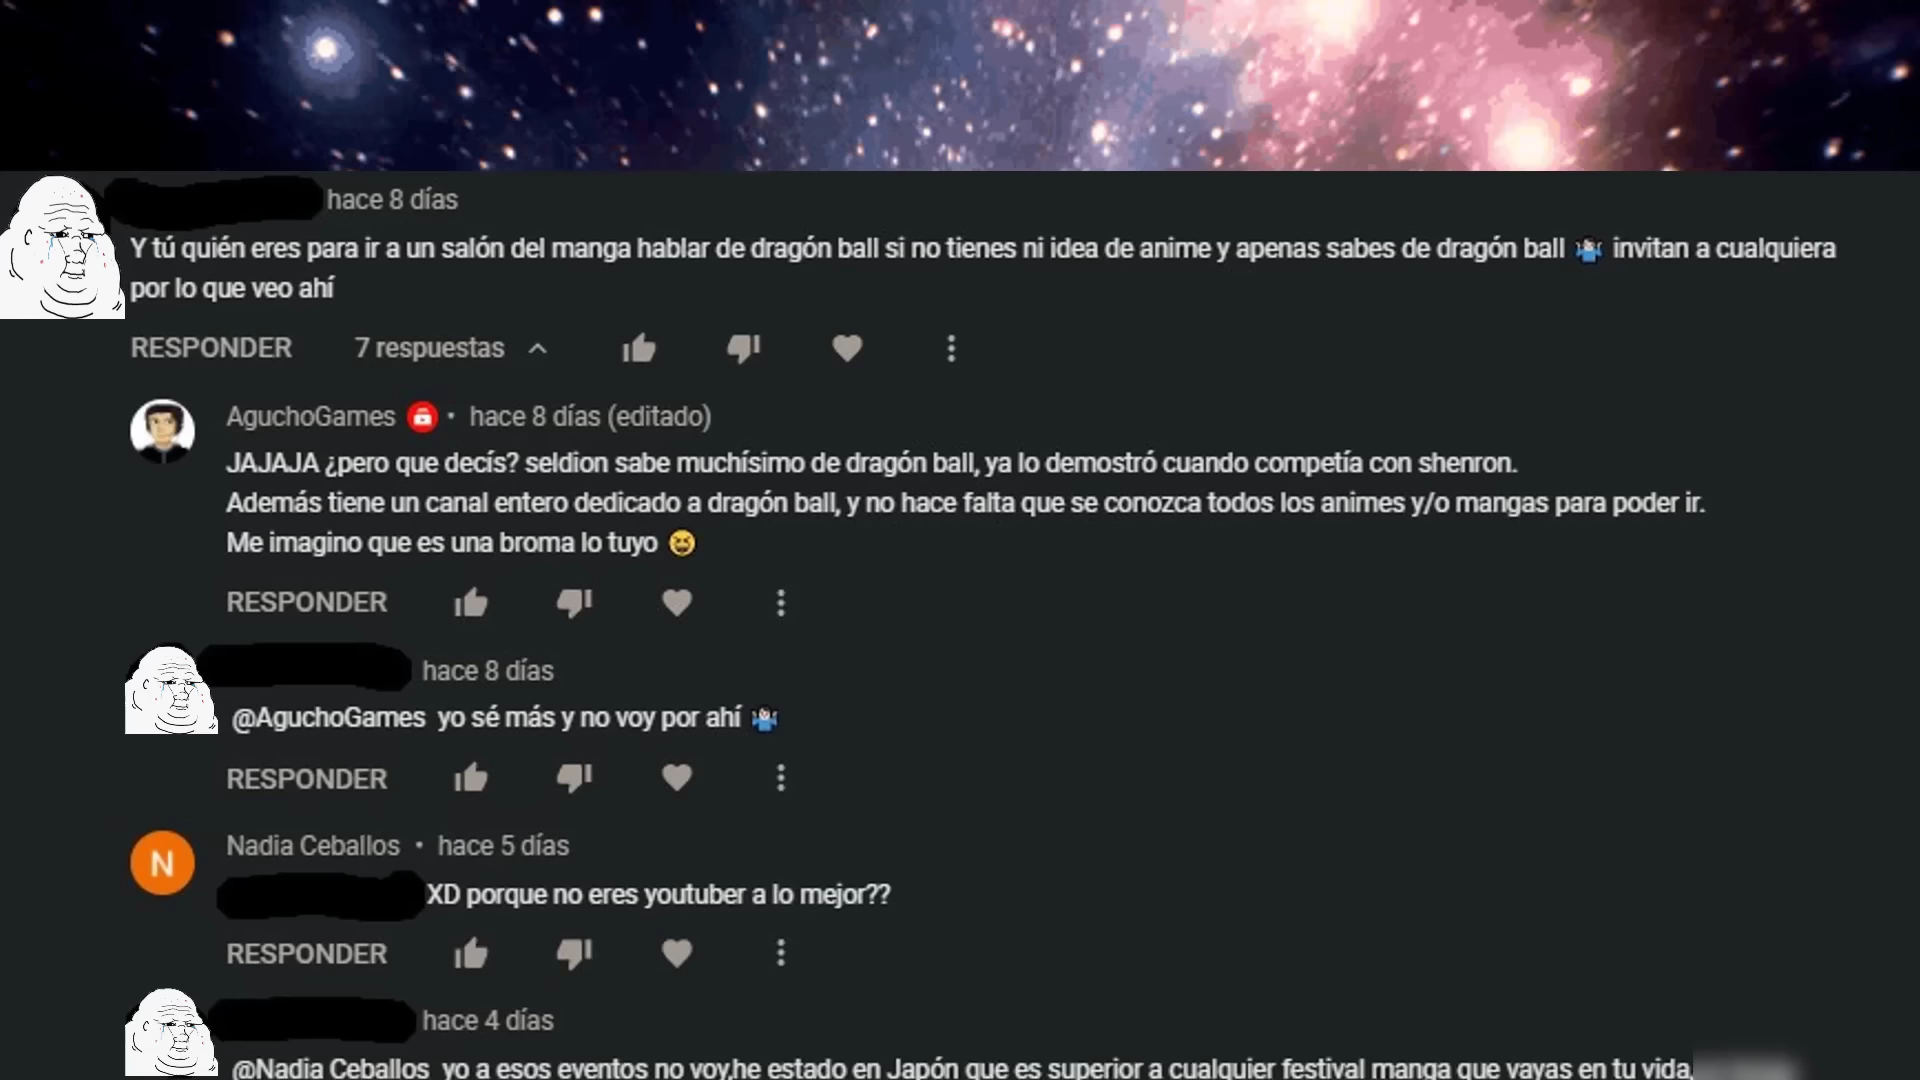 hace 8 días
Y tú quién eres para ir a un salón del manga hablar de dragón ball si no tienes ni idea de anime y apenas sabes de dragón ball 🤷🏻‍♂️ invitan a cualquiera
por lo que veo ahí
RESPONDER 7 respuestas
AguchoGames • hace 8 días (editado)
JAJAJA ¿pero que decís? seldion sabe muchísimo de dragón ball, ya lo demostró cuando competía con shenron.
Además tiene un canal entero dedicado a dragón ball, y no hace falta que se conozca todos los animes y/o mangas para poder ir.
Me imagino que es una broma lo tuyo 😆
RESPONDER
hace 8 días
@AguchoGames yo sé más y no voy por ahí 🤷🏻‍♂️
RESPONDER
N
Nadia Ceballos • hace 5 días
XD porque no eres youtuber a lo mejor??
RESPONDER
hace 4 días
@Nadia Ceballos yo a esos eventos no voy,he estado en Japón que es superior a cualquier festival manga que vayas en tu vida,